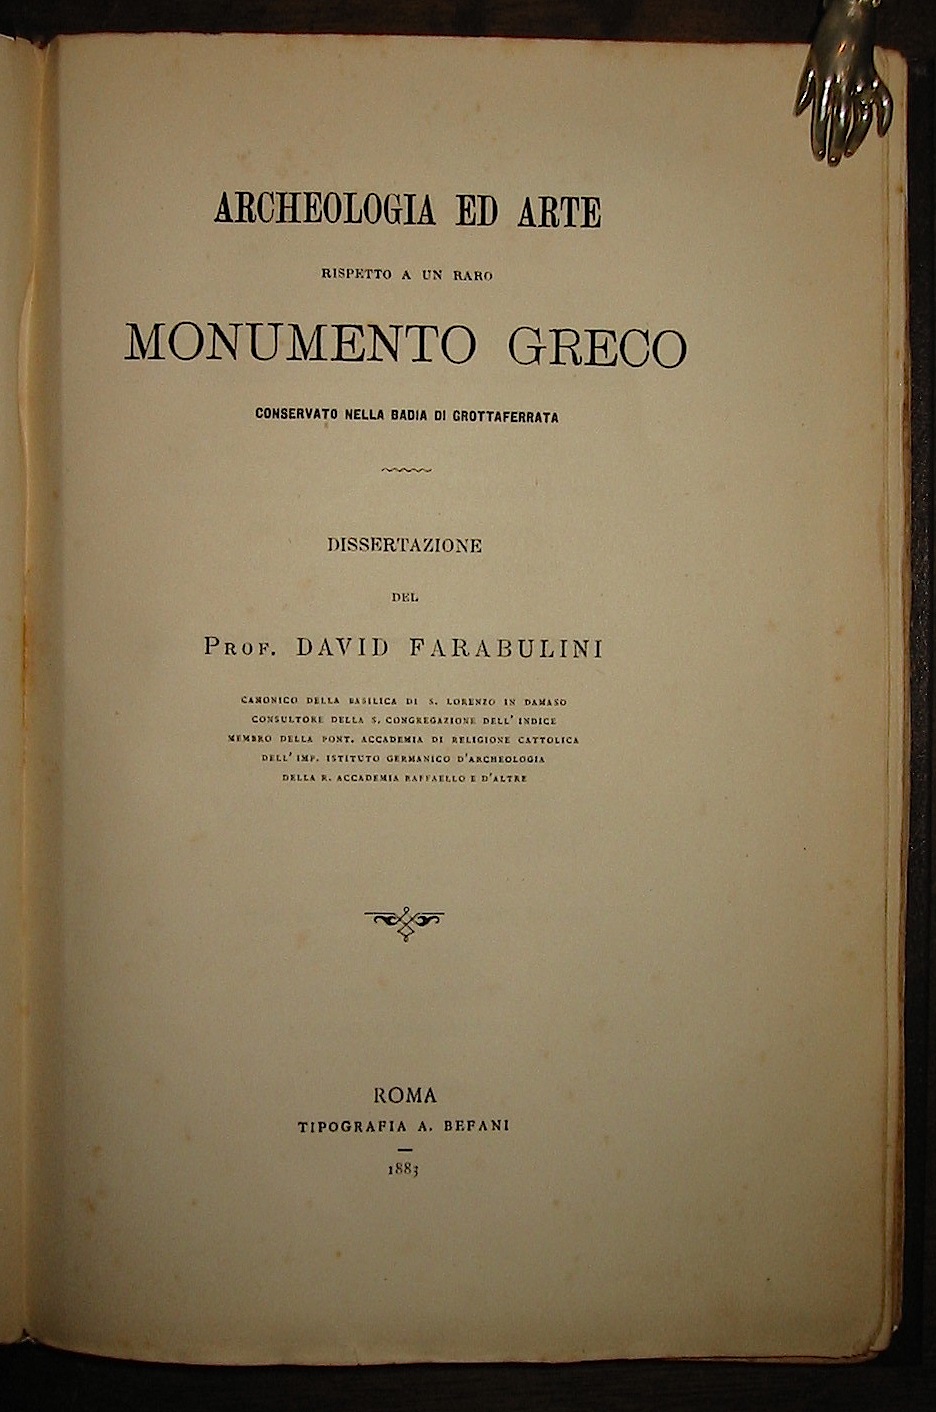 ARCHEOLOGIA ED ARTE
RISPETTO A UN RARO
MONUMENTO GRECO
CONSERVATO NELLA BADIA DI GROTTAFERRATA
DISSERTAZIONE
DEL
PROF. DAVID FARABULINI
CANONICO DELLA BASILICA DI S. LORENZO IN DAMASO
CONSULTORE DELLA S. CONGREGAZIONE DELL' INDICE
MEMBRO DELLA PONT. ACCADEMIA DI RELIGIONE CATTOLICA
DELL' IMP. ISTITUTO GERMANICO D'ARCHEOLOGIA
DELLA R. ACCADEMIA RAFFAELLO E D'ALTRE
ROMA
TIPOGRAFIA A. BEFANI
1883